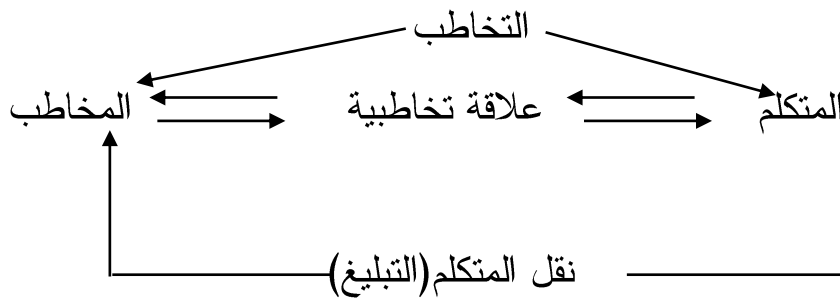 التخاطب
المتكلم علاقة تخاطبية المخاطب
نقل المتكلم(التبليغ)